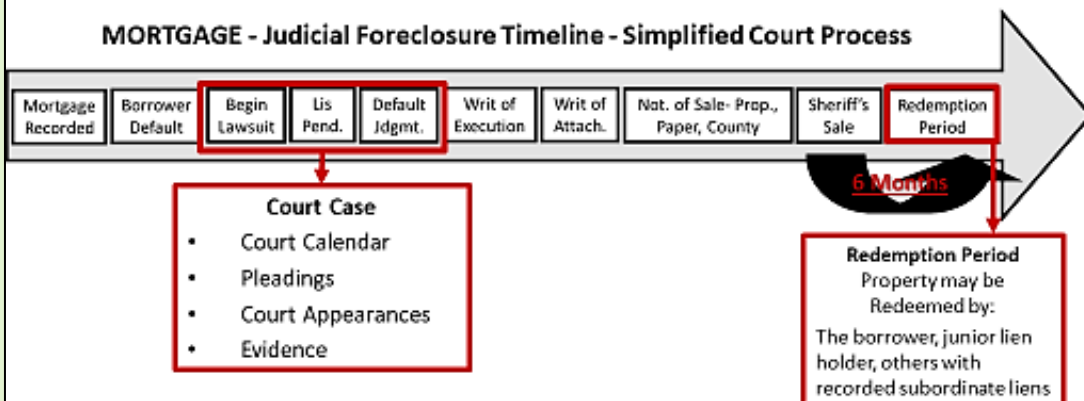 MORTGAGE - Judicial Foreclosure Timeline - Simplified Court Process
Mortgage
Recorded
Borrower
Default
Begin
Lawsuit
Lis
Pend.
Default
Jdgmt.
Writ of
Execution
Writ of
Attach.
Not. of Sale- Prop.,
Paper, County
Sheriff's
Sale
Redemption
Period
6 Months
Court Case
• Court Calendar
• Pleadings
• Court Appearances
• Evidence
Redemption Period
Property may be
Redeemed by:
The borrower, junior lien
holder, others with
recorded subordinate liens